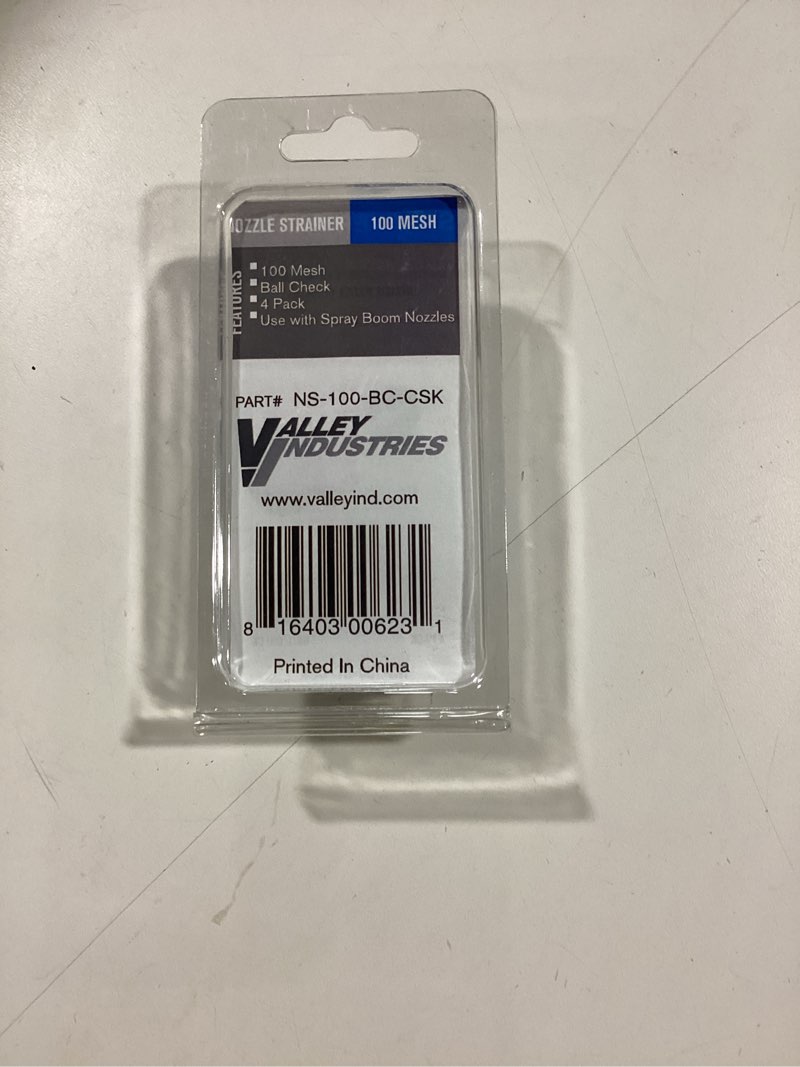 NOZZLE STRAINER 100 MESH
FEATURES
100 Mesh
Ball Check
4 Pack
Use with Spray Boom Nozzles
PART# NS-100-BC-CSK
VALLEY
INDUSTRIES
www.valleyind.com
8 16403 00623 1
Printed In China